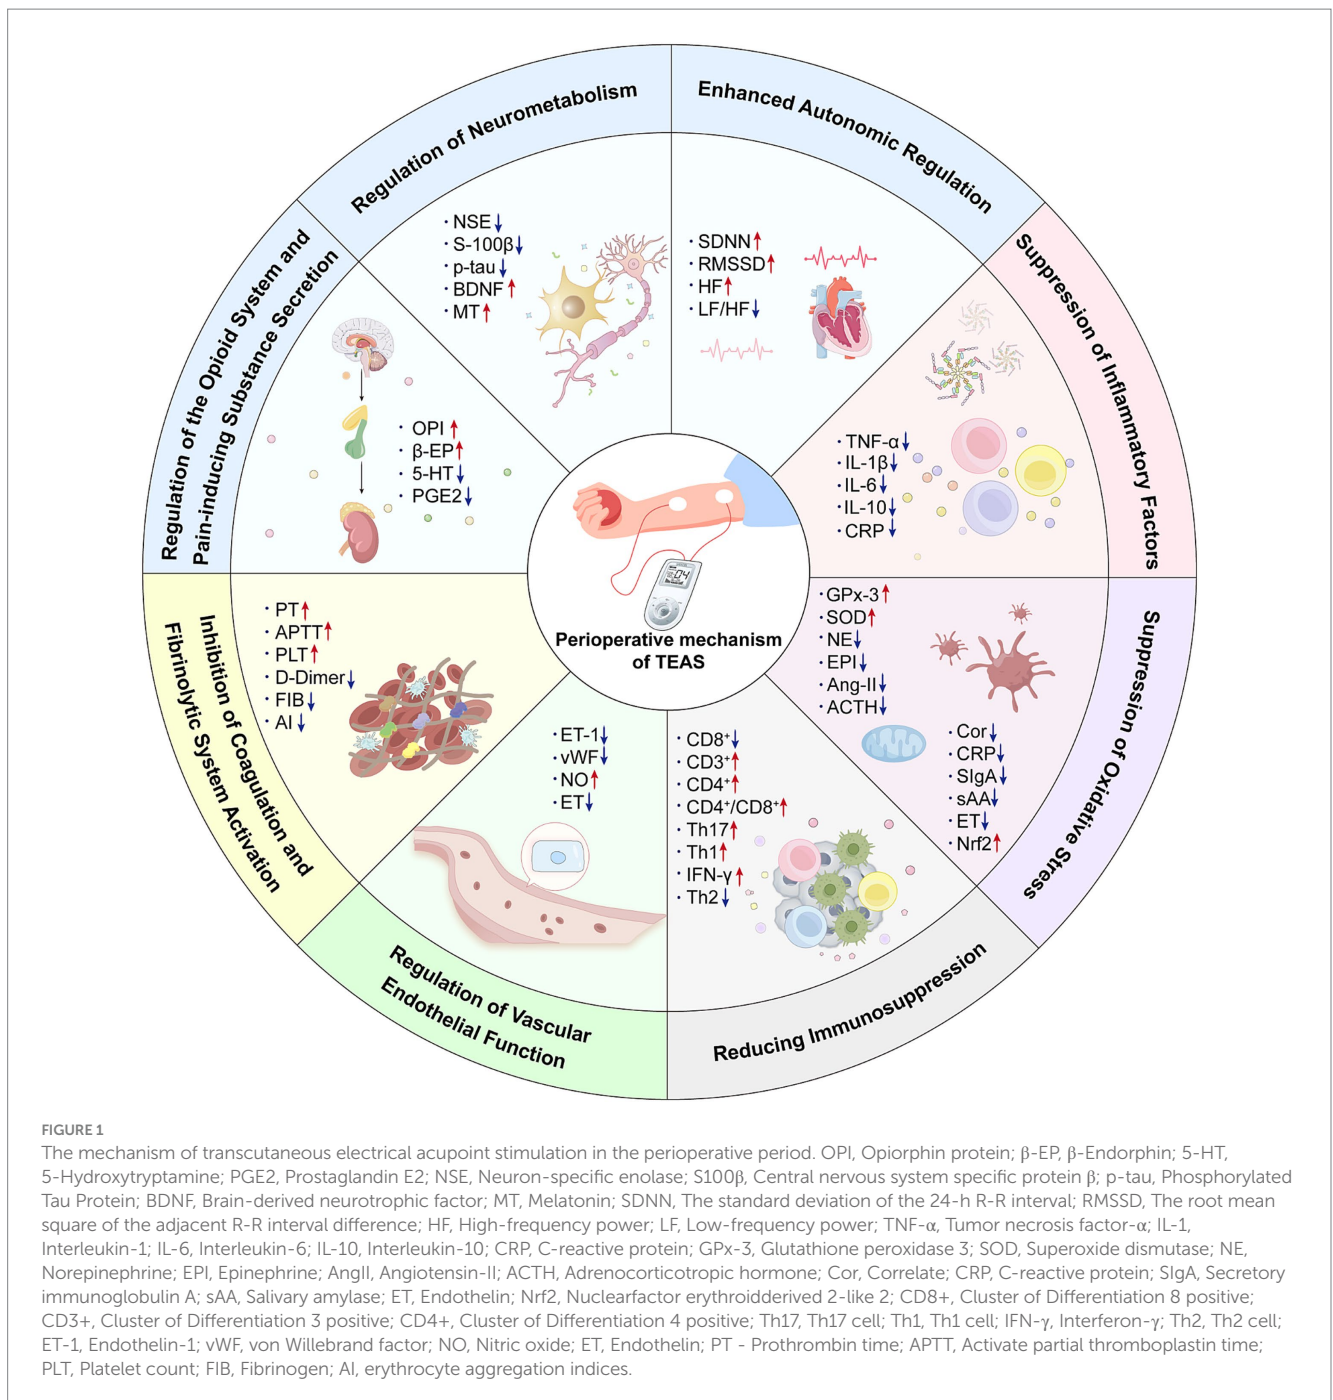 Regulation of Neurometabolism
· NSE↓
· S-100β↓
· p-tau↓
· BDNF↑
· MT↑
Enhanced Autonomic Regulation
· SDNN↑
· RMSSD↑
· HF↑
· LF/HF↓
Suppression of Inflammatory Factors
· TNF-α↓
· IL-1β↓
· IL-6↓
· IL-10↓
· CRP↓
Suppression of Oxidative Stress
· GPx-3↑
· SOD↑
· NE↓
· EPI↓
· Ang-II↓
· ACTH↓
· Cor↓
· CRP↓
· SIgA↓
· sAA↓
· ET↓
· Nrf2↑
Reducing Immunosuppression
· CD8⁺↓
· CD3⁺↑
· CD4⁺↑
· CD4⁺/CD8⁺↑
· Th17↑
· Th1↑
· IFN-γ↑
· Th2↓
Regulation of Vascular
Endothelial Function
· ET-1↓
· vWF↓
· NO↑
· ET↓
Inhibition of Coagulation and
Fibrinolytic System Activation
· PT↑
· APTT↑
· PLT↑
· D-Dimer↓
· FIB↓
· AI↓
Regulation of the Opioid System and
Pain-inducing Substance Secretion
· OPI↑
· β-EP↑
· 5-HT↓
· PGE2↓
04
Perioperative mechanism
of TEAS
FIGURE 1
The mechanism of transcutaneous electrical acupoint stimulation in the perioperative period. OPI, Opiorphin protein; β-EP, β-Endorphin; 5-HT,
5-Hydroxytryptamine; PGE2, Prostaglandin E2; NSE, Neuron-specific enolase; S100β, Central nervous system specific protein β; p-tau, Phosphorylated
Tau Protein; BDNF, Brain-derived neurotrophic factor; MT, Melatonin; SDNN, The standard deviation of the 24-h R-R interval; RMSSD, The root mean
square of the adjacent R-R interval difference; HF, High-frequency power; LF, Low-frequency power; TNF-α, Tumor necrosis factor-α; IL-1,
Interleukin-1; IL-6, Interleukin-6; IL-10, Interleukin-10; CRP, C-reactive protein; GPx-3, Glutathione peroxidase 3; SOD, Superoxide dismutase; NE,
Norepinephrine; EPI, Epinephrine; AngII, Angiotensin-II; ACTH, Adrenocorticotropic hormone; Cor, Correlate; CRP, C-reactive protein; SIgA, Secretory
immunoglobulin A; sAA, Salivary amylase; ET, Endothelin; Nrf2, Nuclearfactor erythroidderived 2-like 2; CD8+, Cluster of Differentiation 8 positive;
CD3+, Cluster of Differentiation 3 positive; CD4+, Cluster of Differentiation 4 positive; Th17, Th17 cell; Th1, Th1 cell; IFN-γ, Interferon-γ; Th2, Th2 cell;
ET-1, Endothelin-1; vWF, von Willebrand factor; NO, Nitric oxide; ET, Endothelin; PT - Prothrombin time; APTT, Activate partial thromboplastin time;
PLT, Platelet count; FIB, Fibrinogen; AI, erythrocyte aggregation indices.